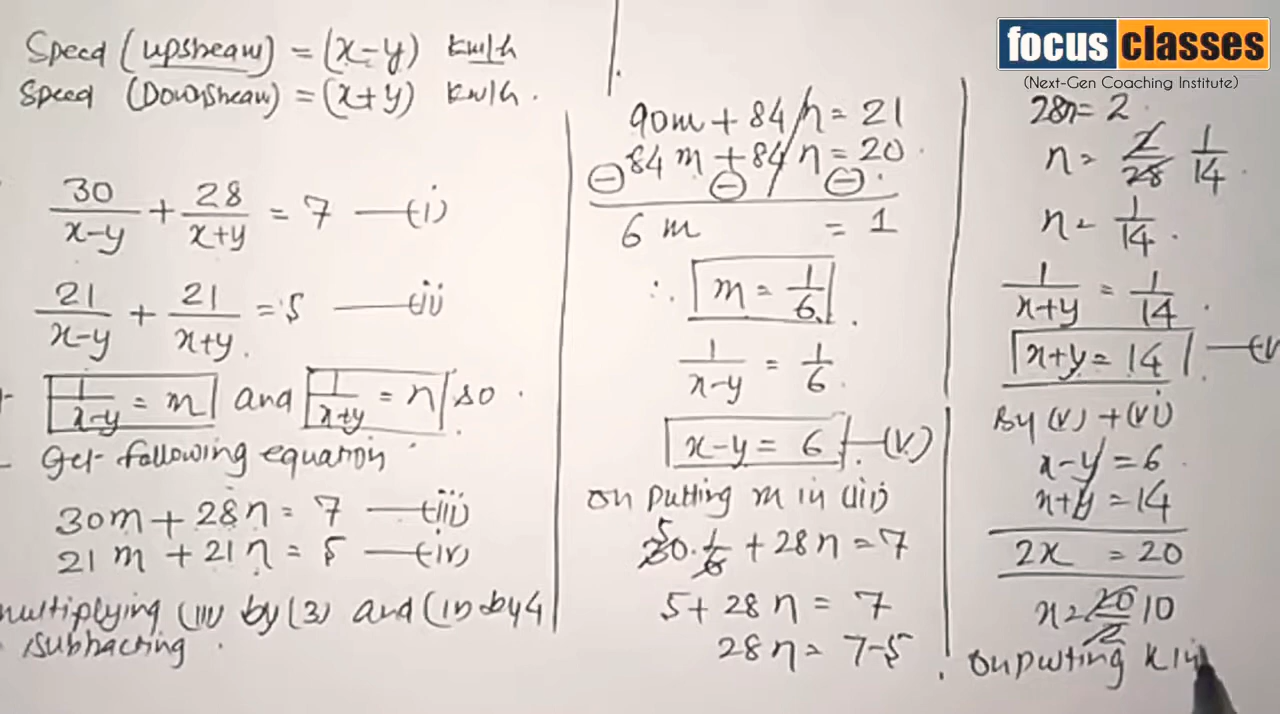 focus classes
(Next-Gen Coaching Institute)
Speed (upstream) = (x-y) km/h
Speed (Downstream) = (x+y) km/h.
30/(x-y) + 28/(x+y) = 7 —(i)
21/(x-y) + 21/(x+y) = 5 —(ii
1/(x-y) = m and 1/(x+y) = n so
get following equation
30m + 28n = 7 —(iii)
21m + 21n = 5 —(iv)
multiplying (iii) by (3) and (iv) by 4
subtracting
90m + 84n = 21
84m + 84n = 20
⊖ ⊖ ⊖
6m = 1
∴ m = 1/6
1/(x-y) = 1/6
x-y = 6 —(v)
on putting m in (iii)
30·1/6 + 28n = 7
5
5 + 28n = 7
28n = 7-5
28n = 2
n = 2/28 1/14
n = 1/14
1/(x+y) = 1/14
x+y = 14
By (v) + (vi)
x-y = 6
x+y = 14
2x = 20
x = 20/2 10
on putting x in